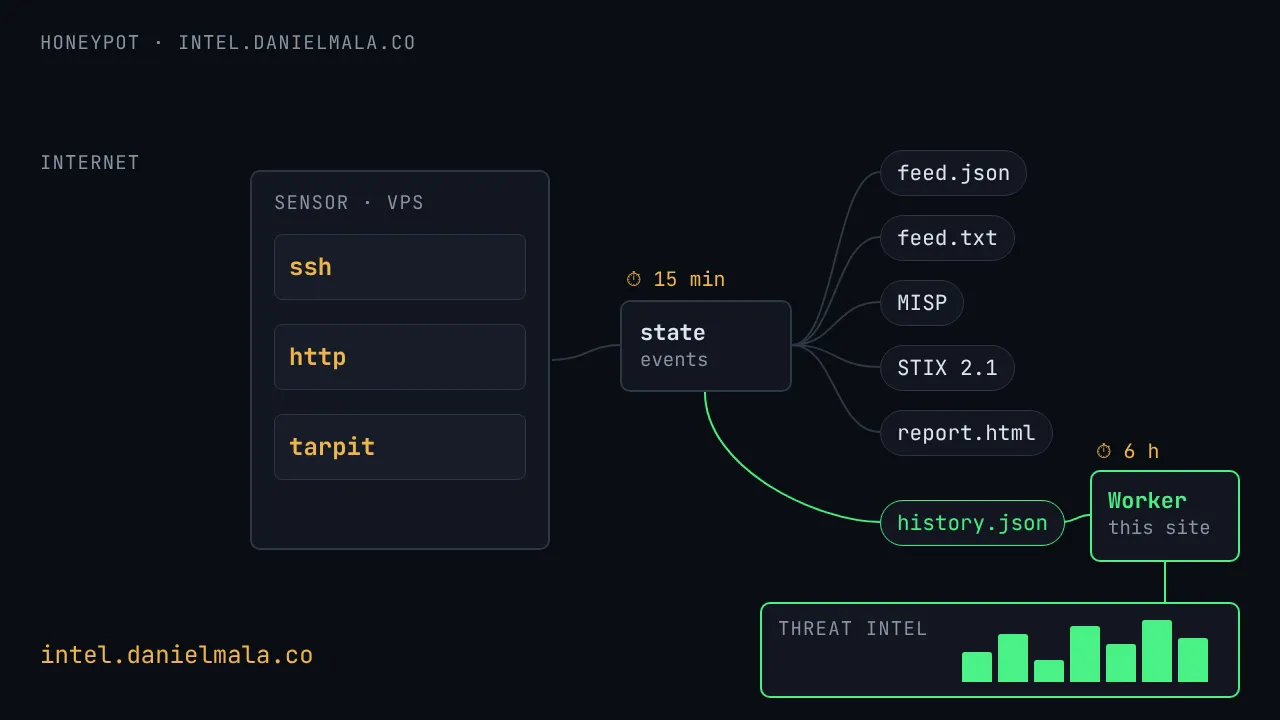 HONEYPOT · INTEL.DANIELMALA.CO
INTERNET
SENSOR · VPS
ssh
http
tarpit
⏱ 15 min
state
events
feed.json
feed.txt
MISP
STIX 2.1
report.html
history.json
⏱ 6 h
Worker
this site
THREAT INTEL
intel.danielmala.co